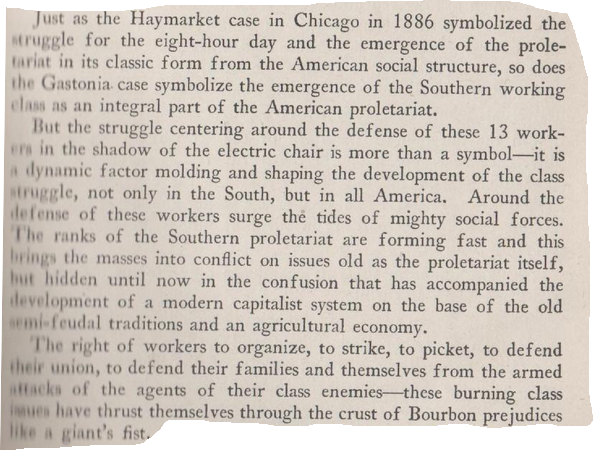 Just as the Haymarket case in Chicago in 1886 symbolized the
struggle for the eight-hour day and the emergence of the prole-
tariat in its classic form from the American social structure, so does
the Gastonia case symbolize the emergence of the Southern working
class as an integral part of the American proletariat.
But the struggle centering around the defense of these 13 work-
ers in the shadow of the electric chair is more than a symbol—it is
a dynamic factor molding and shaping the development of the class
struggle, not only in the South, but in all America. Around the
defense of these workers surge the tides of mighty social forces.
The ranks of the Southern proletariat are forming fast and this
brings the masses into conflict on issues old as the proletariat itself,
but hidden until now in the confusion that has accompanied the
development of a modern capitalist system on the base of the old
semi-feudal traditions and an agricultural economy.
The right of workers to organize, to strike, to picket, to defend
their union, to defend their families and themselves from the armed
attacks of the agents of their class enemies—these burning class
issues have thrust themselves through the crust of Bourbon prejudices
like a giant's fist.